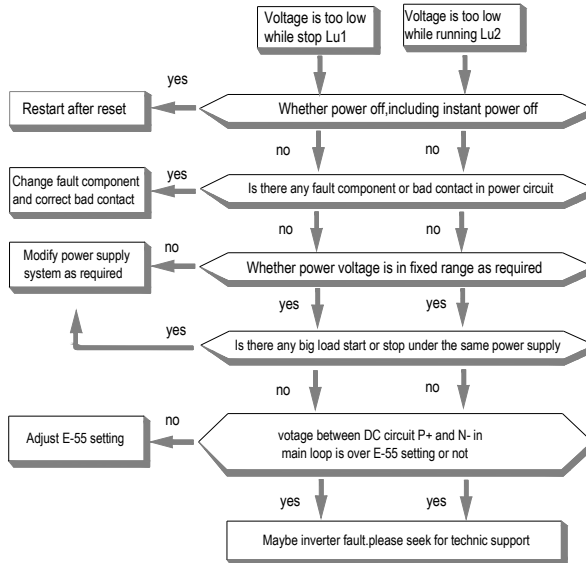 Voltage is too low
while stop Lu1
Voltage is too low
while running Lu2
yes
Restart after reset
Whether power off,including instant power off
no
no
yes
Change fault component
and correct bad contact
Is there any fault component or bad contact in power circuit
no
no
no
Modify power supply
system as required
Whether power voltage is in fixed range as required
yes
yes
yes
Is there any big load start or stop under the same power supply
no
no
no
Adjust E-55 setting
votage between DC circuit P+ and N- in
main loop is over E-55 setting or not
yes
yes
Maybe inverter fault.please seek for technic support